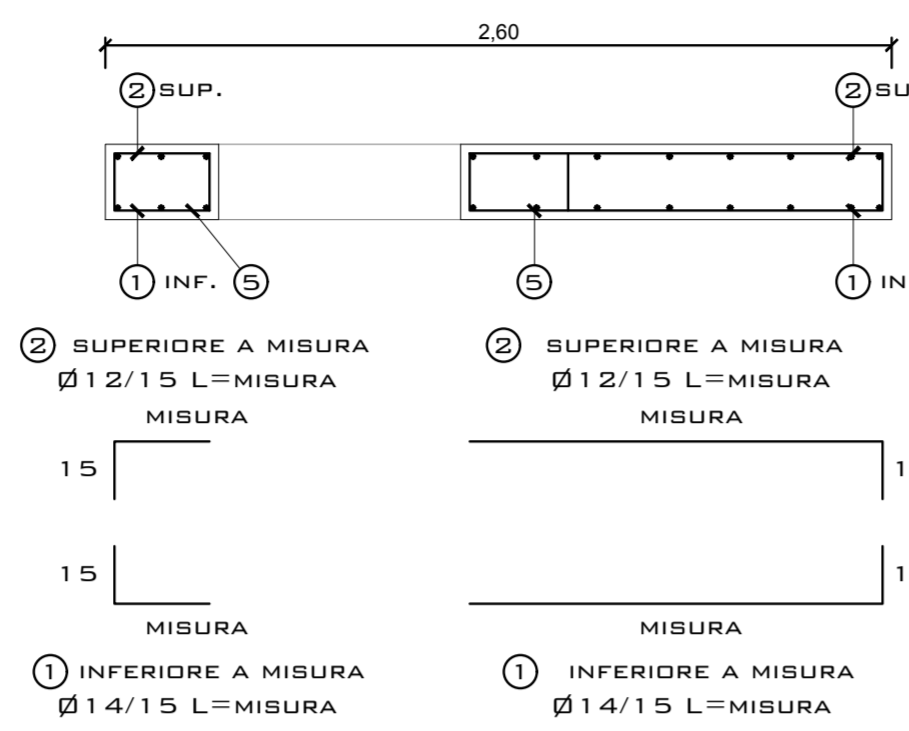 2,60
2 SUP. 2 SU
1 INF. 5 5 1 IN
2 SUPERIORE A MISURA
Ø12/15 L=MISURA
MISURA
15
15
MISURA
1 INFERIORE A MISURA
Ø14/15 L=MISURA
2 SUPERIORE A MISURA
Ø12/15 L=MISURA
MISURA
1
1
MISURA
1 INFERIORE A MISURA
Ø14/15 L=MISURA